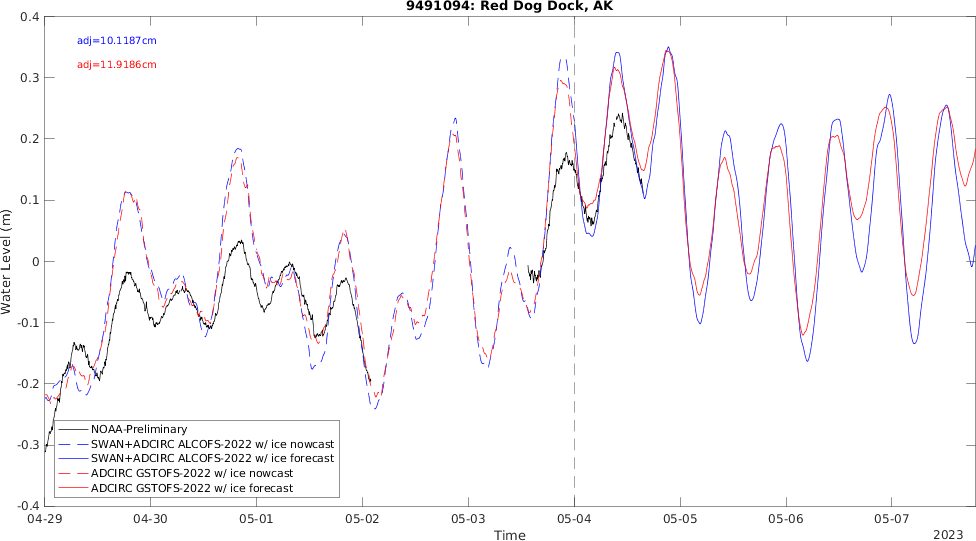 9491094: Red Dog Dock, AK
adj=10.1187cm
adj=11.9186cm
Water Level (m)
0.4
0.3
0.2
0.1
0
-0.1
-0.2
-0.3
-0.4
NOAA-Preliminary
SWAN+ADCIRC ALCOFS-2022 w/ ice nowcast
SWAN+ADCIRC ALCOFS-2022 w/ ice forecast
ADCIRC GSTOFS-2022 w/ ice nowcast
ADCIRC GSTOFS-2022 w/ ice forecast
04-29 04-30 05-01 05-02 05-03 05-04 05-05 05-06 05-07
Time
2023